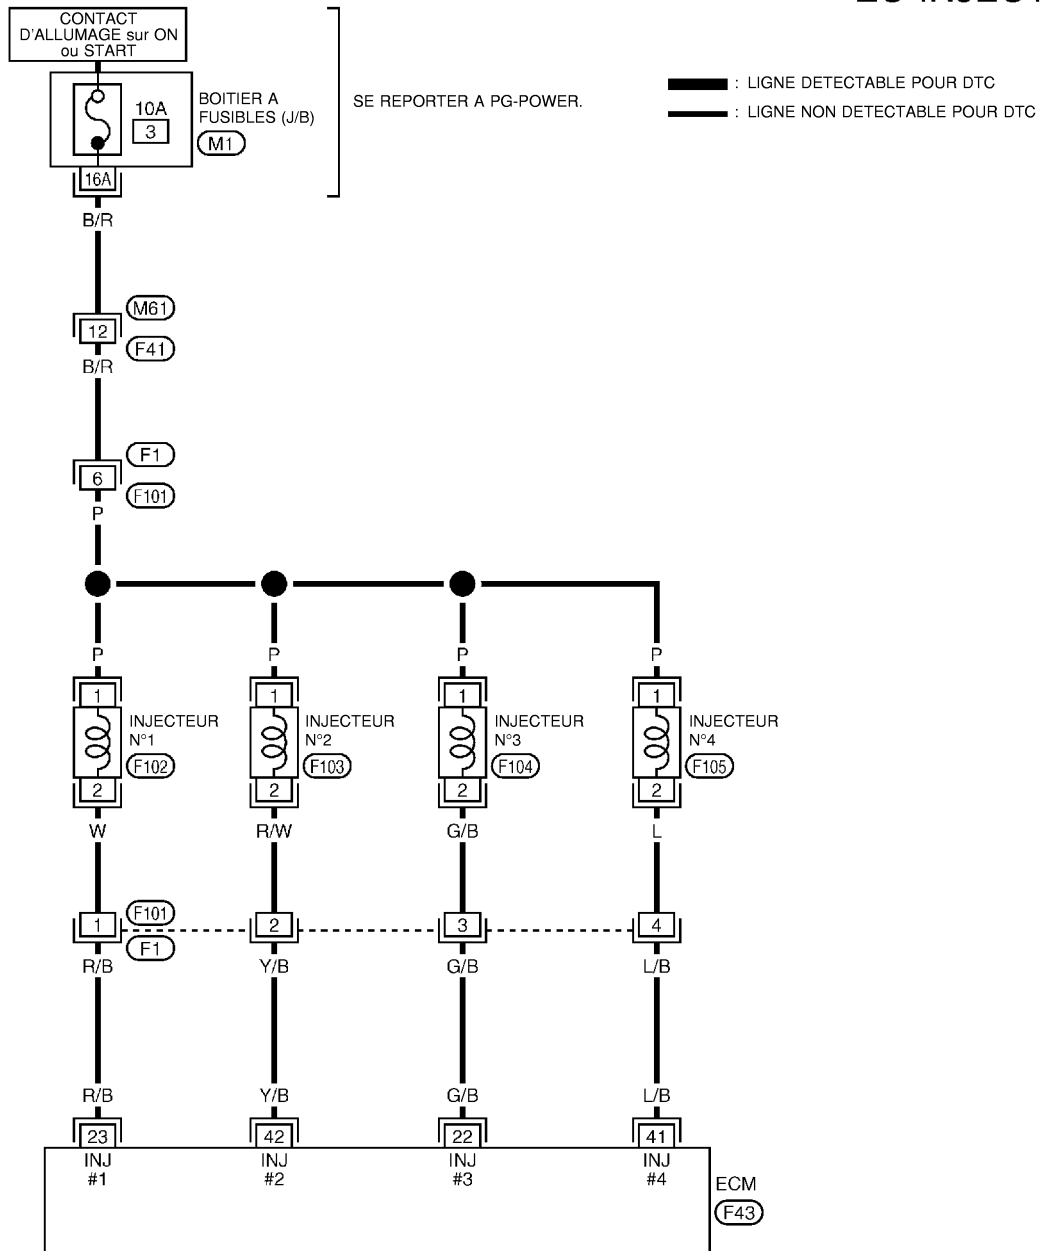 CONTACT
D'ALLUMAGE sur ON
ou START
10A
3
BOITIER A
FUSIBLES (J/B)
M1
SE REPORTER A PG-POWER.
: LIGNE DETECTABLE POUR DTC
: LIGNE NON DETECTABLE POUR DTC
16A
B/R
M61
12
F41
B/R
F1
6
F101
P
P P P P
1 1 1 1
INJECTEUR
N°1
F102
INJECTEUR
N°2
F103
INJECTEUR
N°3
F104
INJECTEUR
N°4
F105
2 2 2 2
W R/W G/B L
F101
1 2 3 4
F1
R/B Y/B G/B L/B
R/B Y/B G/B L/B
23 42 22 41
INJ INJ INJ INJ
#1 #2 #3 #4
ECM
F43